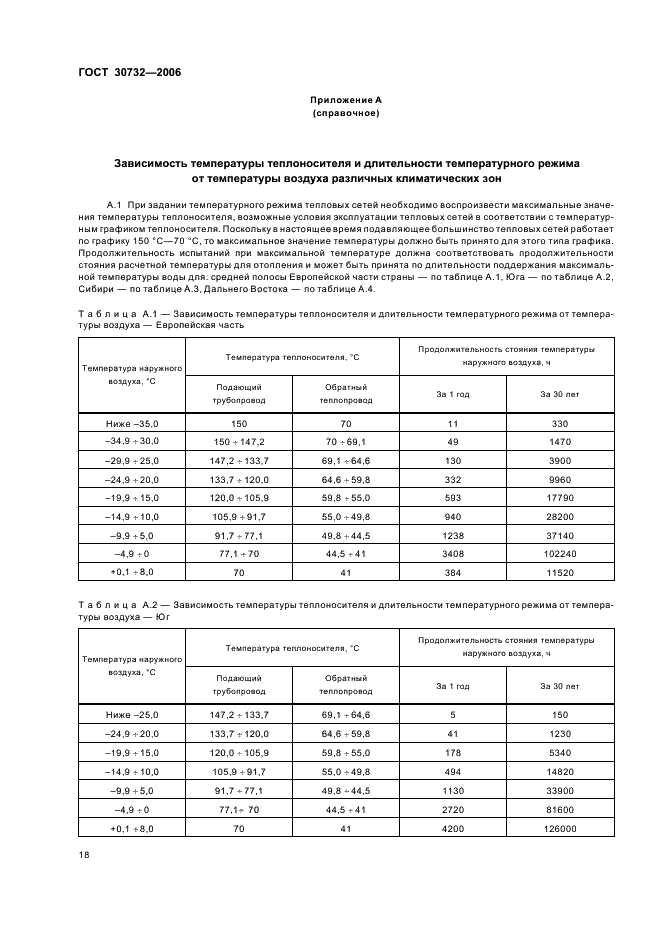 ГОСТ 30732—2006
Приложение А
(справочное)
Зависимость температуры теплоносителя и длительности температурного режима
от температуры воздуха различных климатических зон
А.1 При задании температурного режима тепловых сетей необходимо воспроизвести максимальные значе-
ния температуры теплоносителя, возможные условия эксплуатации тепловых сетей в соответствии с температур-
ным графиком теплоносителя. Поскольку в настоящее время подавляющее большинство тепловых сетей работает
по графику 150 °С—70 °С, то максимальное значение температуры должно быть принято для этого типа графика.
Продолжительность испытаний при максимальной температуре должна соответствовать продолжительности
стояния расчетной температуры для отопления и может быть принята по длительности поддержания максималь-
ной температуры воды для: средней полосы Европейской части страны — по таблице А.1, Юга — по таблице А.2,
Сибири — по таблице А.3, Дальнего Востока — по таблице А.4.
Таблица А.1 — Зависимость температуры теплоносителя и длительности температурного режима от темпера-
туры воздуха — Европейская часть
Температура наружного
воздуха, °С
Температура теплоносителя, °С
Продолжительность стояния температуры
наружного воздуха, ч
Подающий
трубопровод
Обратный
теплопровод
За 1 год
За 30 лет
Ниже –35,0 150 70 11 330
–34,9 ÷ 30,0 150 ÷ 147,2 70 ÷ 69,1 49 1470
–29,9 ÷ 25,0 147,2 ÷ 133,7 69,1 ÷ 64,6 130 3900
–24,9 ÷ 20,0 133,7 ÷ 120,0 64,6 ÷ 59,8 332 9960
–19,9 ÷ 15,0 120,0 ÷ 105,9 59,8 ÷ 55,0 593 17790
–14,9 ÷ 10,0 105,9 ÷ 91,7 55,0 ÷ 49,8 940 28200
–9,9 ÷ 5,0 91,7 ÷ 77,1 49,8 ÷ 44,5 1238 37140
–4,9 ÷ 0 77,1 ÷ 70 44,5 ÷ 41 3408 102240
+0,1 ÷ 8,0 70 41 384 11520
Таблица А.2 — Зависимость температуры теплоносителя и длительности температурного режима от темпера-
туры воздуха — Юг
Температура наружного
воздуха, °С
Температура теплоносителя, °С
Продолжительность стояния температуры
наружного воздуха, ч
Подающий
трубопровод
Обратный
теплопровод
За 1 год
За 30 лет
Ниже –25,0 147,2 ÷ 133,7 69,1 ÷ 64,6 5 150
–24,9 ÷ 20,0 133,7 ÷ 120,0 64,6 ÷ 59,8 41 1230
–19,9 ÷ 15,0 120,0 ÷ 105,9 59,8 ÷ 55,0 178 5340
–14,9 ÷ 10,0 105,9 ÷ 91,7 55,0 ÷ 49,8 494 14820
–9,9 ÷ 5,0 91,7 ÷ 77,1 49,8 ÷ 44,5 1130 33900
–4,9 ÷ 0 77,1÷ 70 44,5 ÷ 41 2720 81600
+0,1 ÷ 8,0 70 41 4200 126000
18